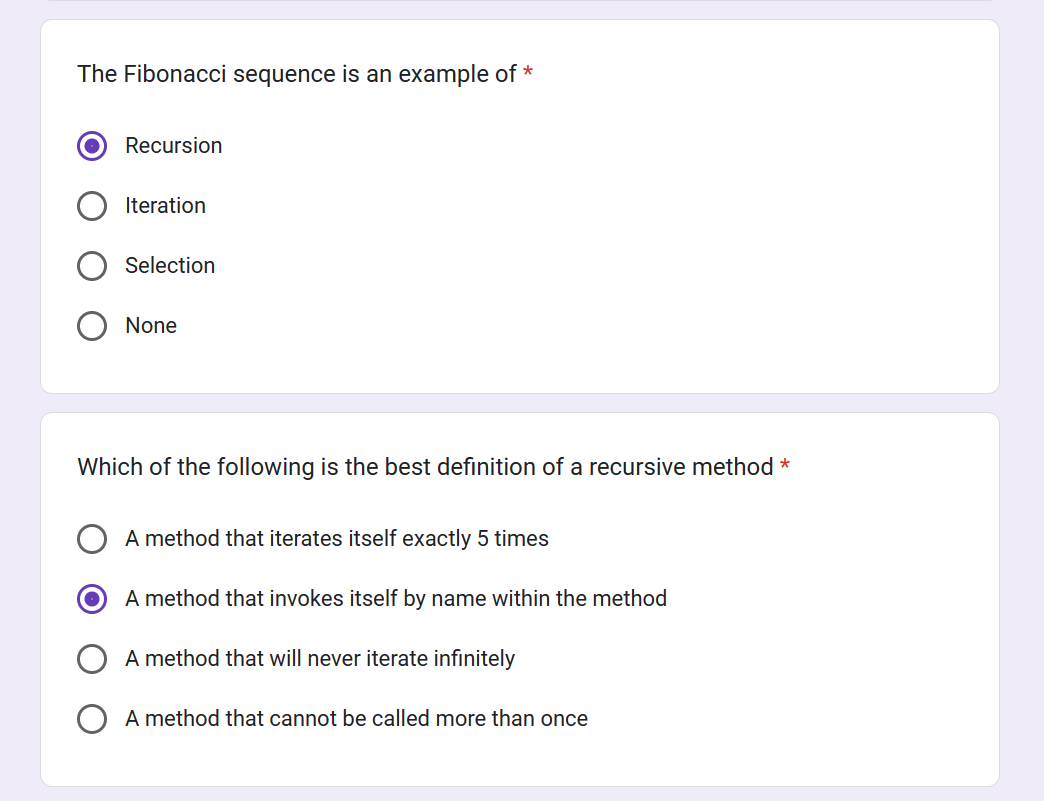 The Fibonacci sequence is an example of *
Recursion
Iteration
Selection
None
Which of the following is the best definition of a recursive method *
A method that iterates itself exactly 5 times
A method that invokes itself by name within the method
A method that will never iterate infinitely
A method that cannot be called more than once